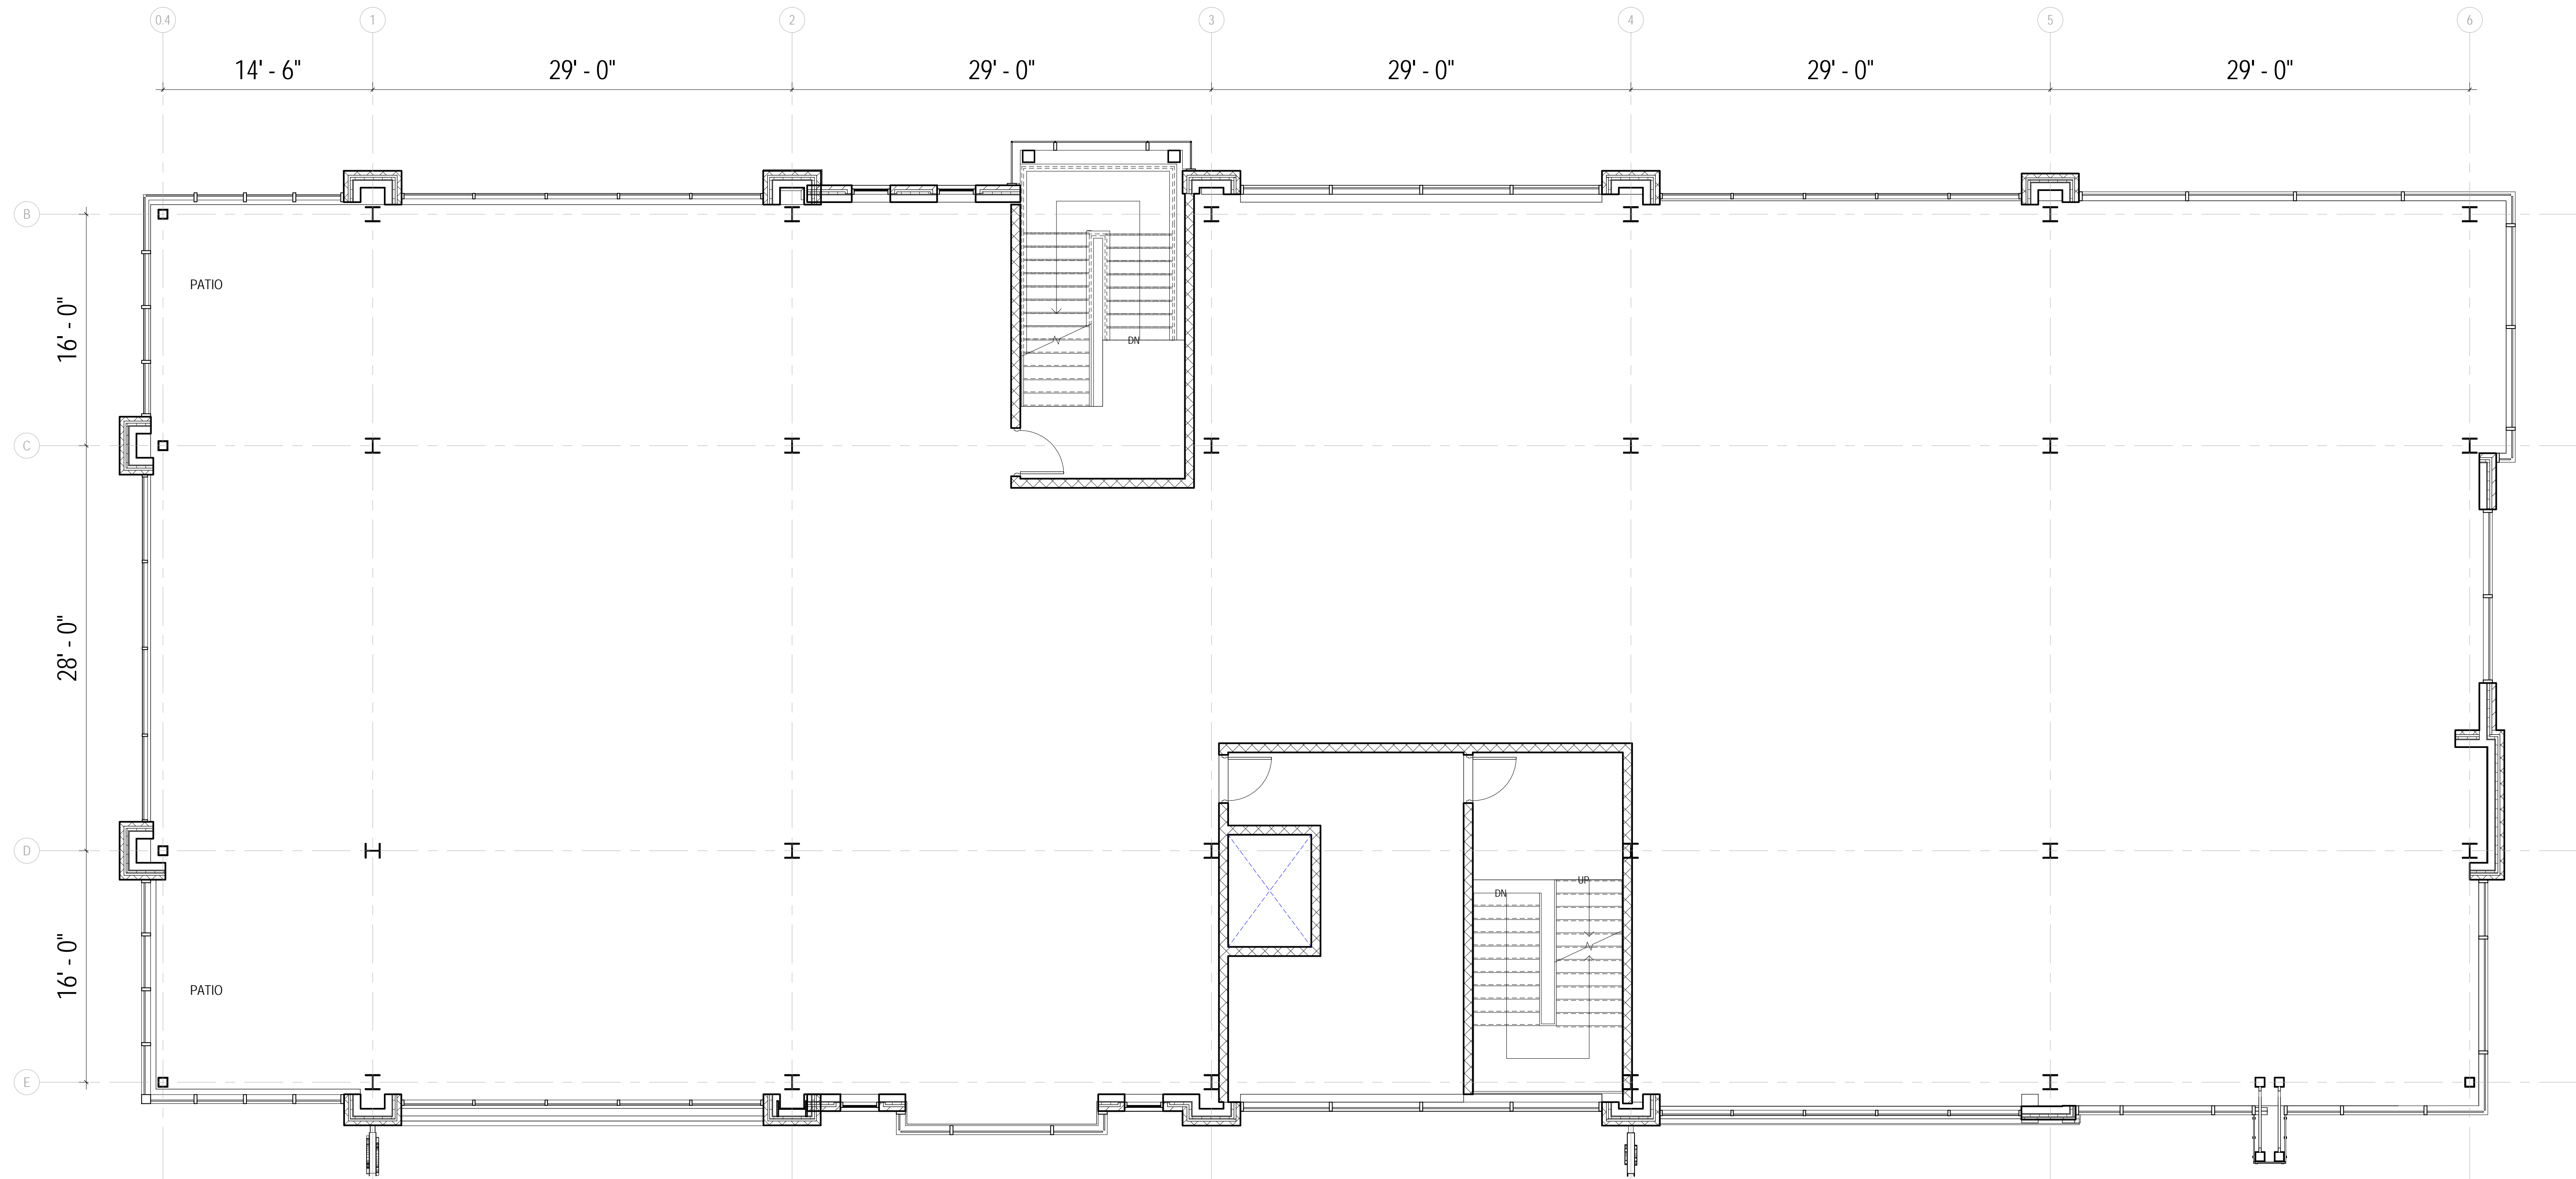 0.4 1 2 3 4 5 6
14' - 6" 29' - 0" 29' - 0" 29' - 0" 29' - 0" 29' - 0"
B
PATIO
16' - 0"
DN
C
28' - 0"
D
UP
DN
16' - 0"
PATIO
E